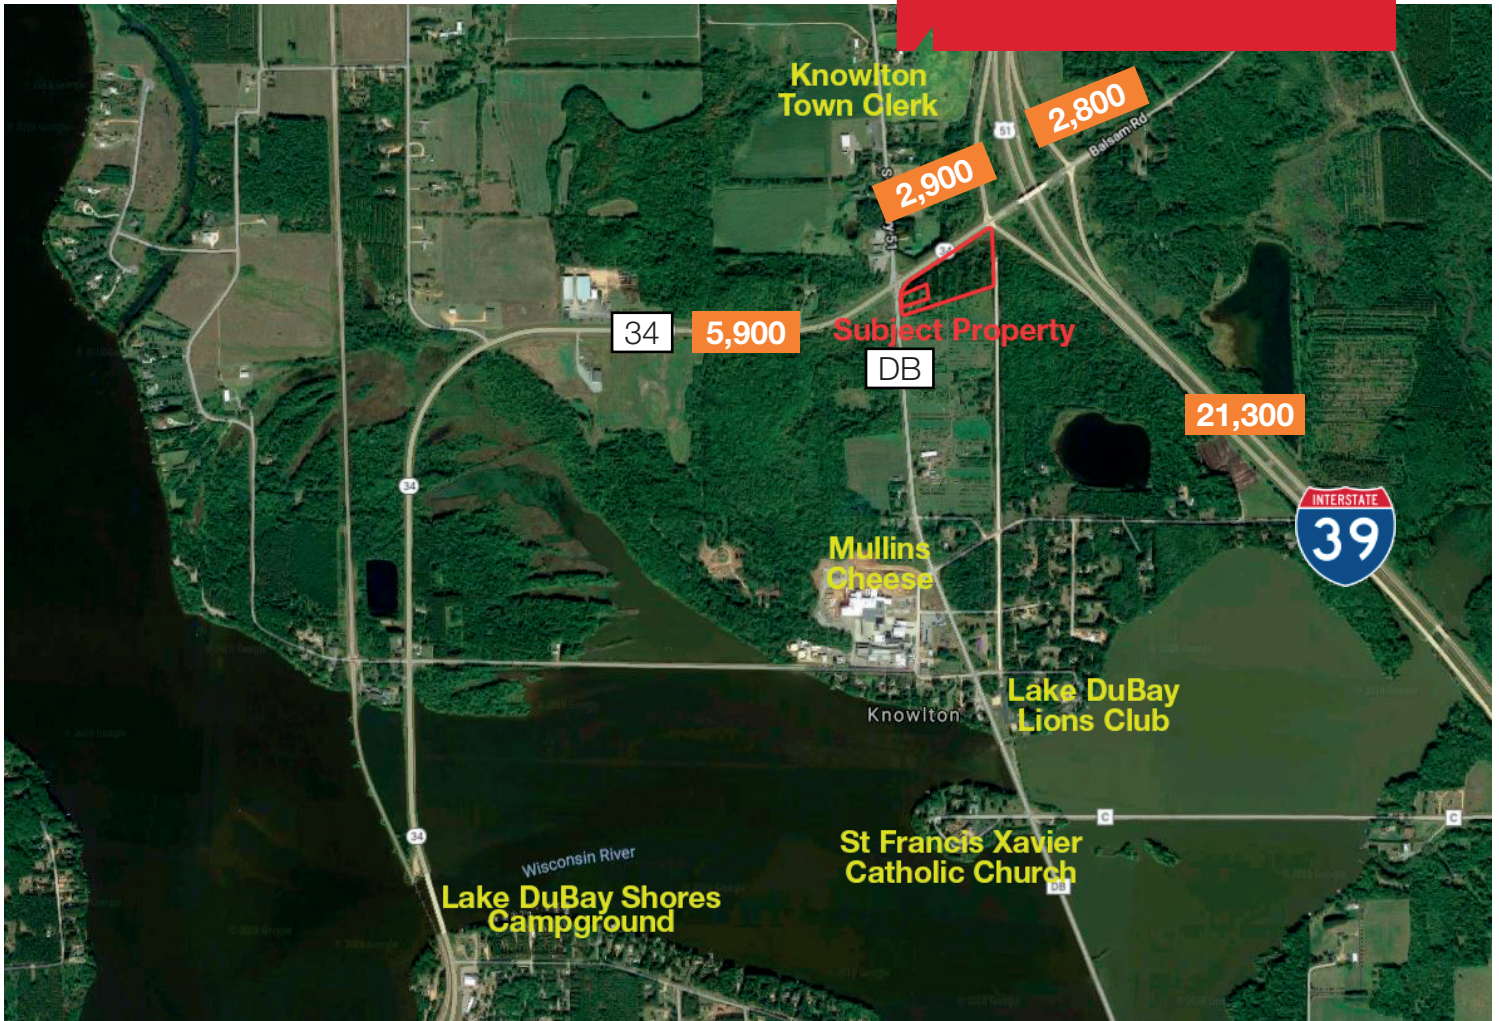 Knowlton
Town Clerk
2,800
51
Balsam Rd
2,900
34
34
5,900
Subject Property
DB
21,300
34
INTERSTATE
39
Mullins
Cheese
Lake DuBay
Lions Club
Knowlton
C
C
34
St Francis Xavier
Catholic Church
DB
Wisconsin River
Lake DuBay Shores
Campground